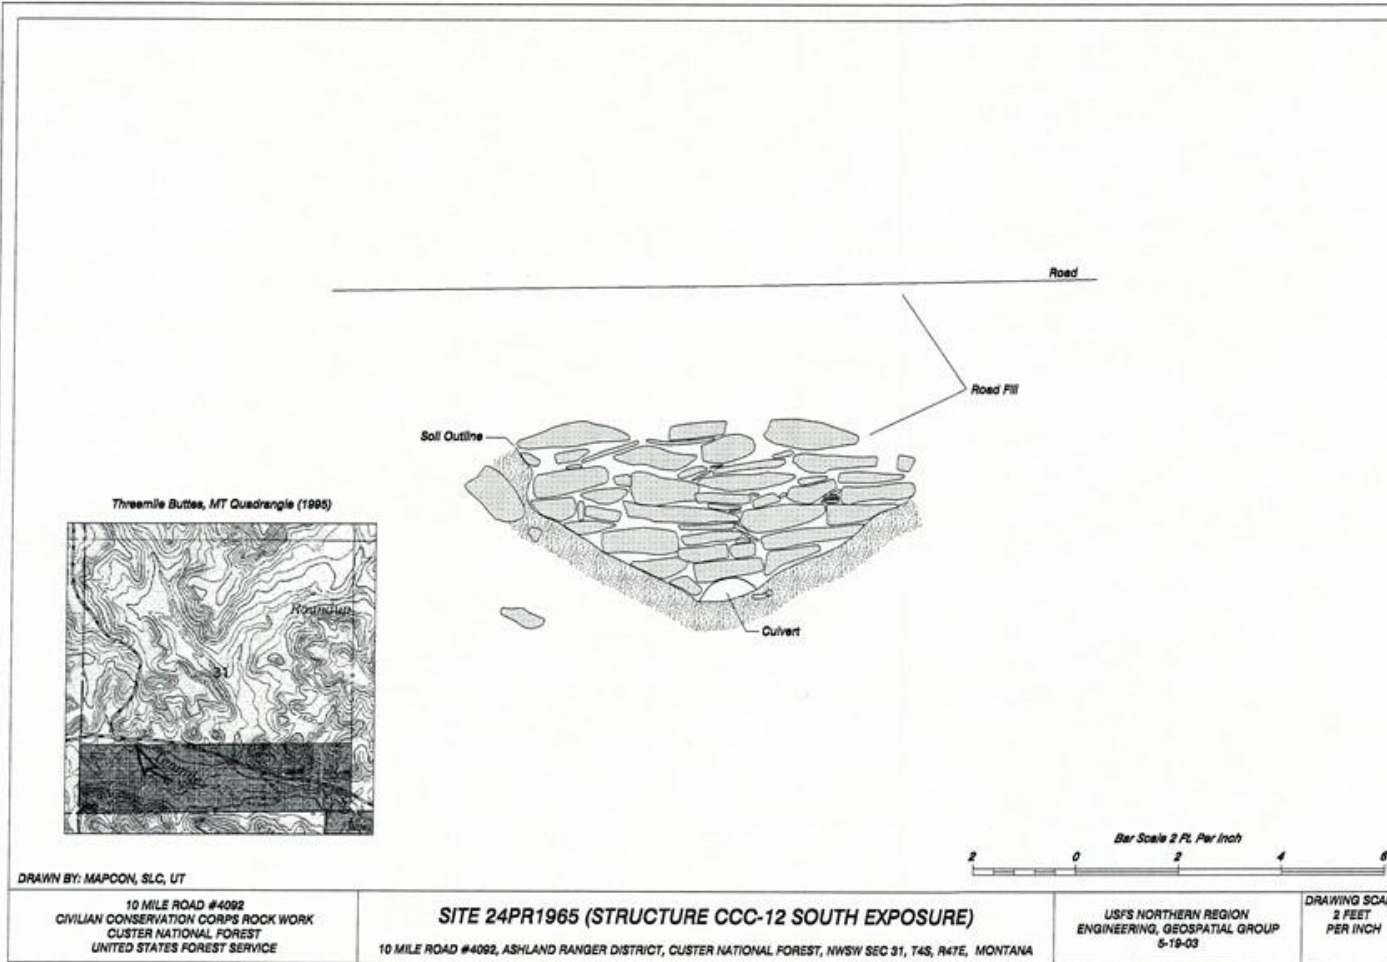 Road
Road Fill
Soil Outline
Threemile Buttes, MT Quadrangle (1995)
Roundup
31
Culvert
Bar Scale 2 Ft. Per Inch
2 0 2 4 6
DRAWN BY: MAPCON, SLC, UT
10 MILE ROAD #4092
CIVILIAN CONSERVATION CORPS ROCK WORK
CUSTER NATIONAL FOREST
UNITED STATES FOREST SERVICE
SITE 24PR1965 (STRUCTURE CCC-12 SOUTH EXPOSURE)
10 MILE ROAD #4092, ASHLAND RANGER DISTRICT, CUSTER NATIONAL FOREST, NWSW SEC 31, T4S, R47E, MONTANA
USFS NORTHERN REGION
ENGINEERING, GEOSPATIAL GROUP
5-19-03
DRAWING SCA
2 FEET
PER INCH